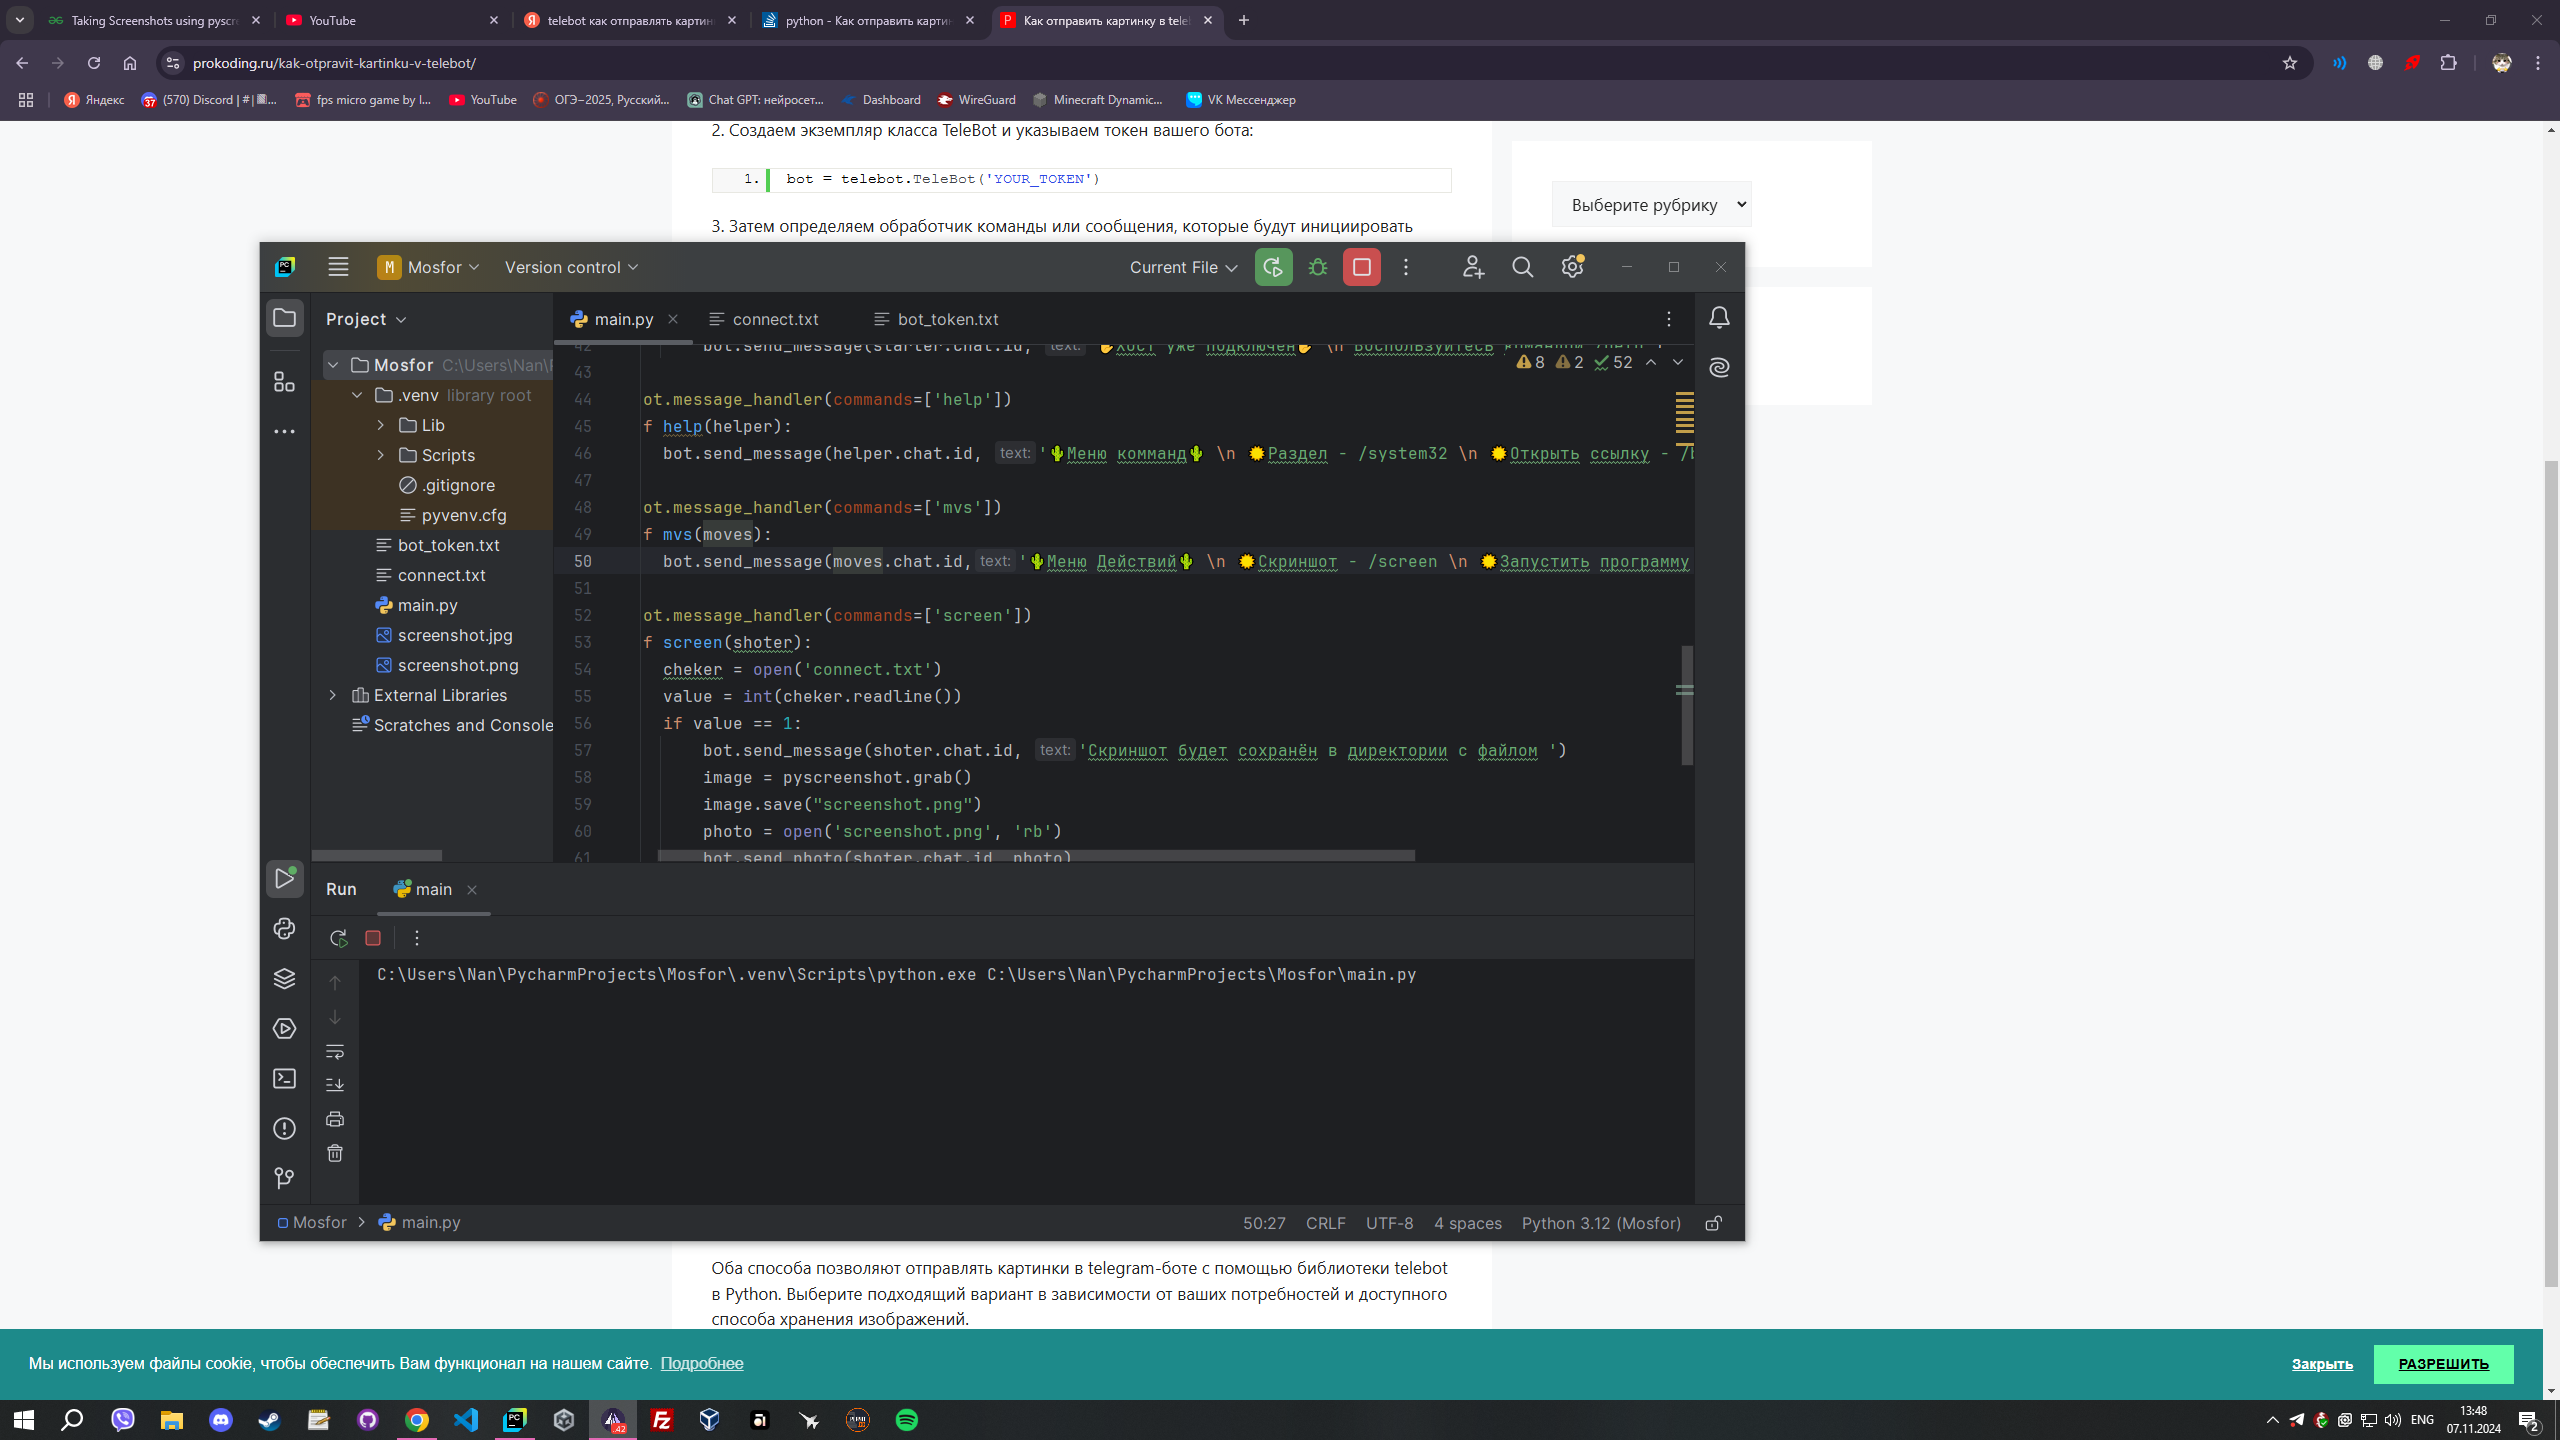 Taking Screenshots using pyscre
YouTube
telebot как отправлять картин
python - Как отправить картин
Как отправить картинку в tele
prokoding.ru/kak-otpravit-kartinku-v-telebot/
Яндекс
(570) Discord | # |
fps micro game by l...
YouTube
ОГЭ–2025, Русский...
Chat GPT: нейросет...
Dashboard
WireGuard
Minecraft Dynamic...
VK Мессенджер
2. Создаем экземпляр класса TeleBot и указываем токен вашего бота:
1. bot = telebot.TeleBot('YOUR_TOKEN')
Выберите рубрику
3. Затем определяем обработчик команды или сообщения, которые будут инициировать
M Mosfor
Version control
Current File
Project
main.py
connect.txt
bot_token.txt
8 2 52
Mosfor C:\Users\Nan\
.venv library root
Lib
Scripts
.gitignore
pyvenv.cfg
bot_token.txt
connect.txt
main.py
screenshot.jpg
screenshot.png
External Libraries
Scratches and Console
42 bot.send_message(starter.chat.id, text: '✋Хост уже подключен✋ \n Воспользуйтесь командой /help '
43
44 ot.message_handler(commands=['help'])
45 f help(helper):
46 bot.send_message(helper.chat.id, text: '🌵Меню комманд🌵 \n 🌞Раздел - /system32 \n 🌞Открыть ссылку - /
47
48 ot.message_handler(commands=['mvs'])
49 f mvs(moves):
50 bot.send_message(moves.chat.id, text: '🌵Меню Действий🌵 \n 🌞Скриншот - /screen \n 🌞Запустить программу
51
52 ot.message_handler(commands=['screen'])
53 f screen(shoter):
54 cheker = open('connect.txt')
55 value = int(cheker.readline())
56 if value == 1:
57 bot.send_message(shoter.chat.id, text: 'Скриншот будет сохранён в директории с файлом ')
58 image = pyscreenshot.grab()
59 image.save("screenshot.png")
60 photo = open('screenshot.png', 'rb')
61 bot.send_photo(shoter.chat.id, photo)
Run
main
C:\Users\Nan\PycharmProjects\Mosfor\.venv\Scripts\python.exe C:\Users\Nan\PycharmProjects\Mosfor\main.py
Mosfor
main.py
50:27
CRLF
UTF-8
4 spaces
Python 3.12 (Mosfor)
Оба способа позволяют отправлять картинки в telegram-боте с помощью библиотеки telebot
в Python. Выберите подходящий вариант в зависимости от ваших потребностей и доступного
способа хранения изображений.
Мы используем файлы cookie, чтобы обеспечить Вам функционал на нашем сайте. Подробнее
Закрыть
РАЗРЕШИТЬ
ENG
13:48
07.11.2024
2